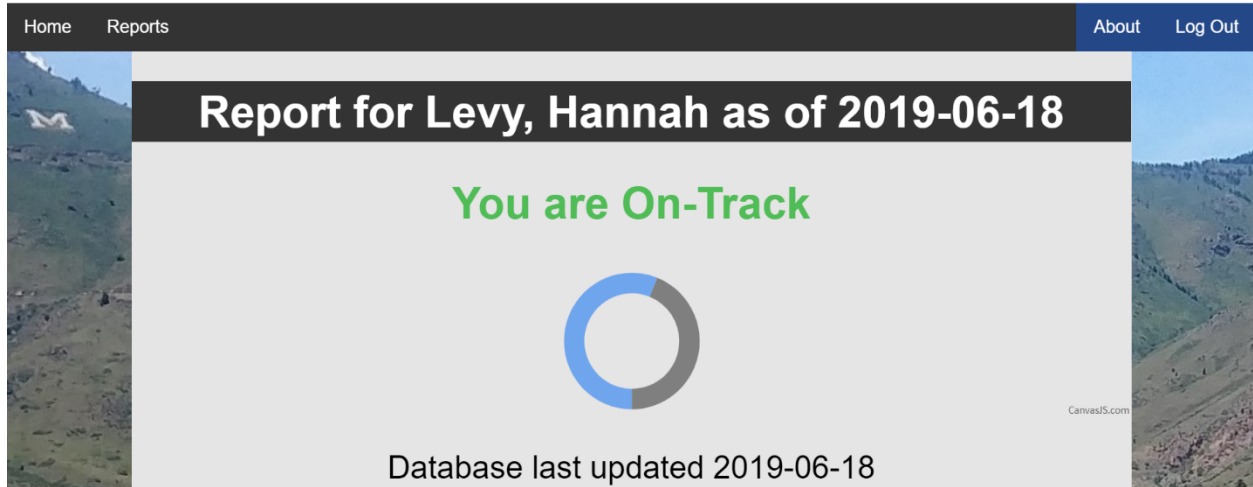 Home Reports About Log Out
M
Report for Levy, Hannah as of 2019-06-18
You are On-Track
CanvasJS.com
Database last updated 2019-06-18